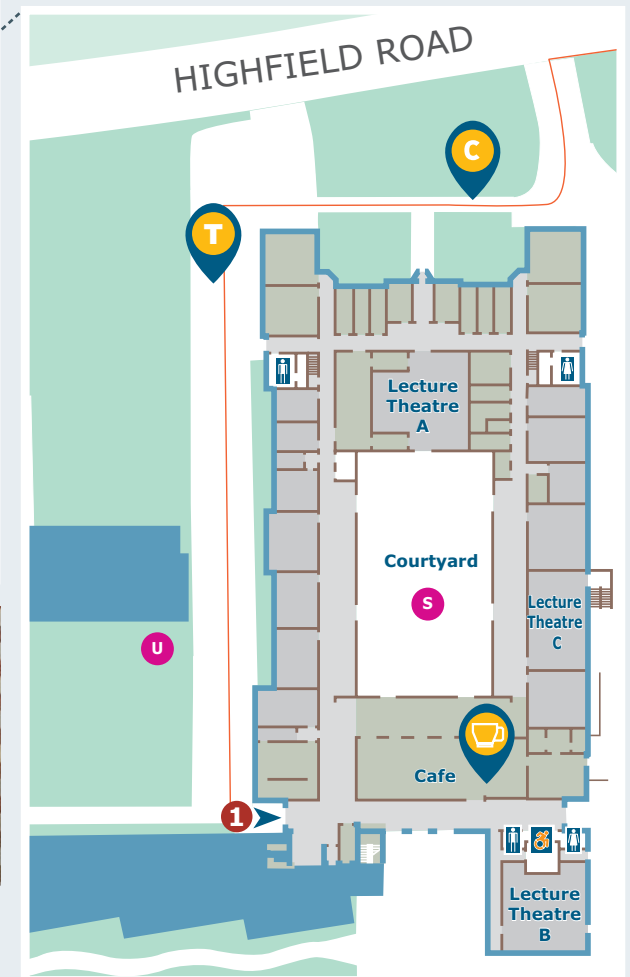 HIGHFIELD ROAD
C
T
Lecture
Theatre
A
Courtyard
S
Lecture
Theatre
C
U
Cafe
1
Lecture
Theatre
B